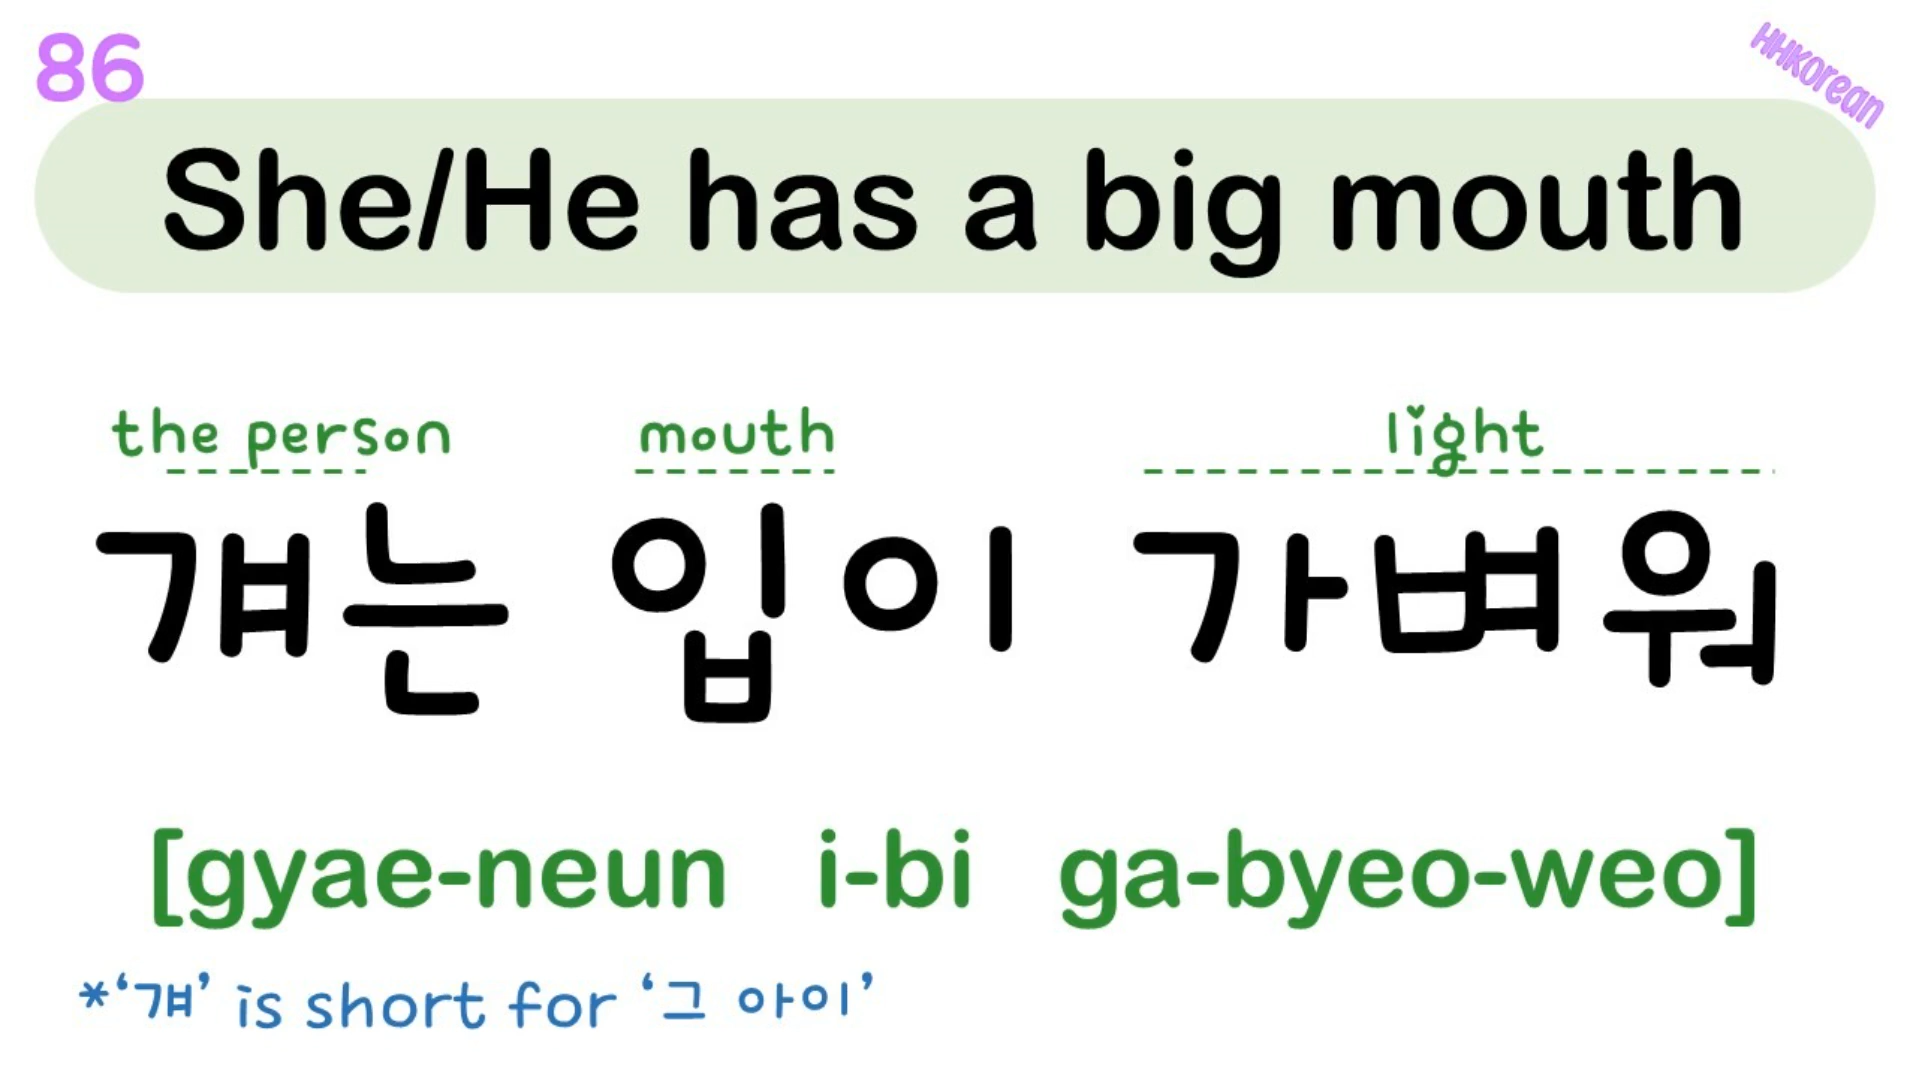 86
HHKorean
She/He has a big mouth
the person mouth light
걔는 입이 가벼워
[gyae-neun i-bi ga-byeo-weo]
*‘걔’ is short for ‘그 아이’